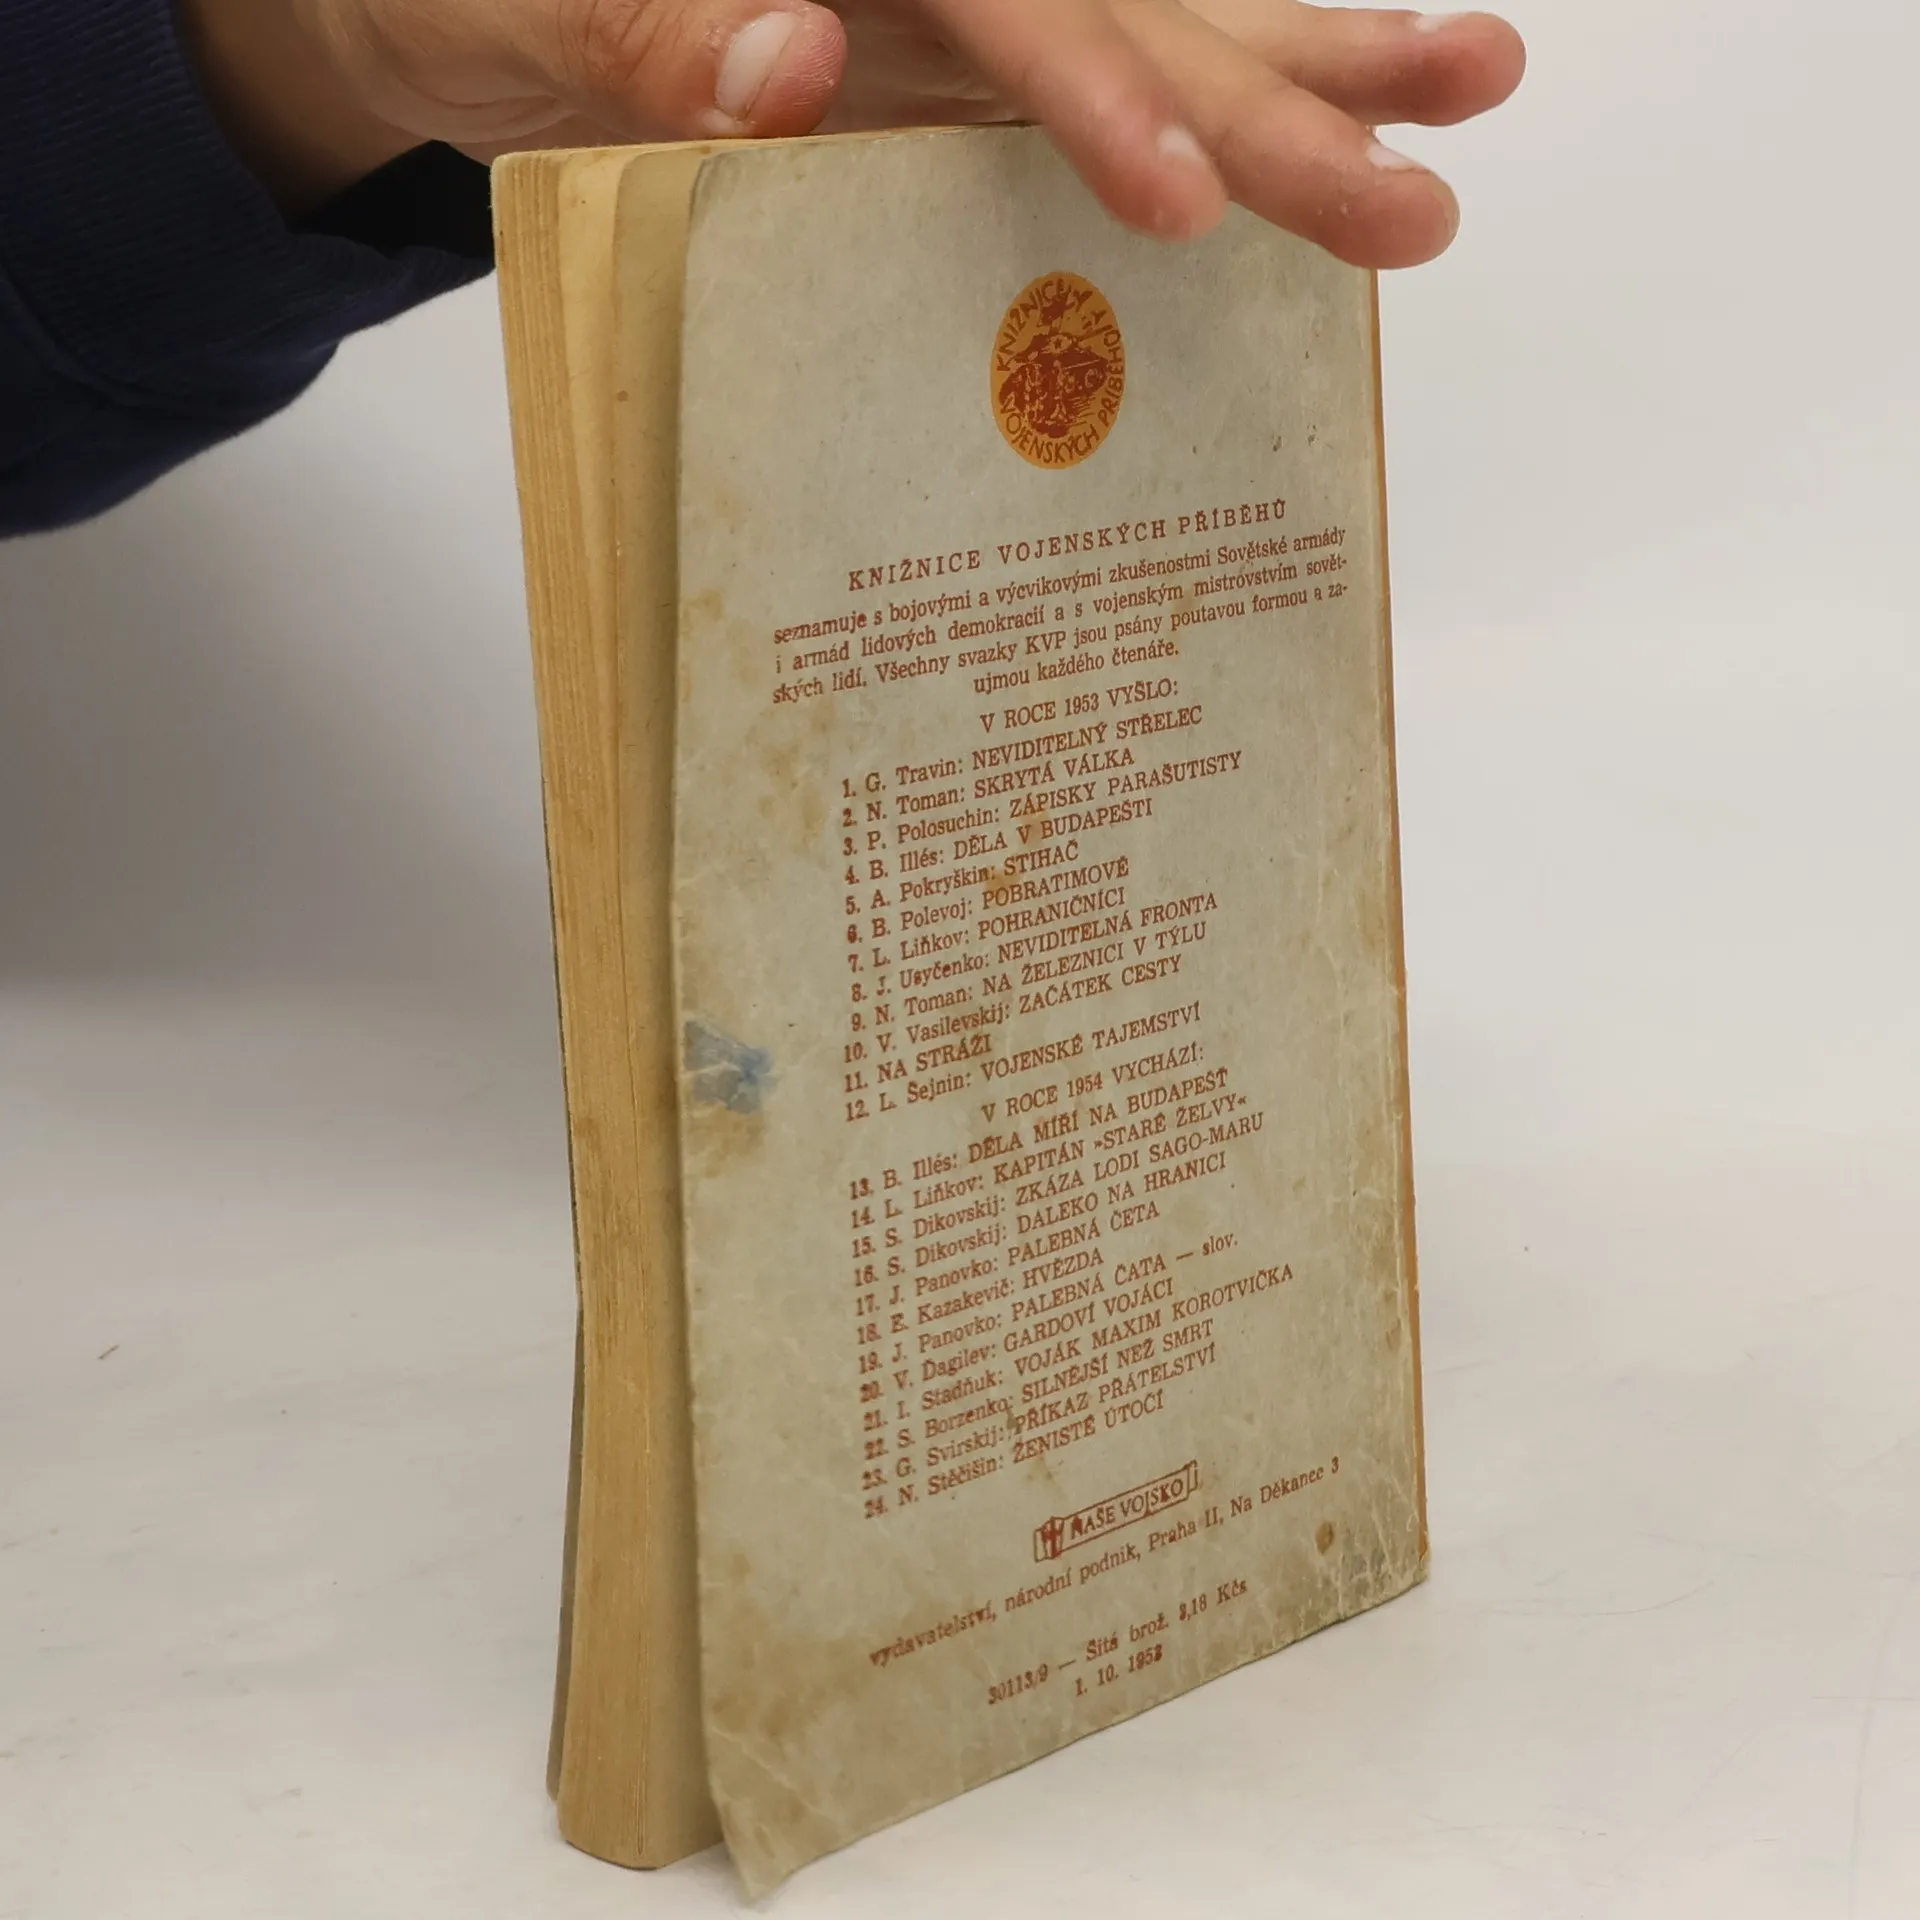 KNIŽNICE VOJENSKÝCH PŘÍBĚHŮ
KNIŽNICE VOJENSKÝCH PŘÍBĚHŮ
seznamuje s bojovými a výcvikovými zkušenostmi Sovětské armády
i armád lidových demokracií a s vojenským mistrovstvím sovět-
ských lidí. Všechny svazky KVP jsou psány poutavou formou a za-
ujmou každého čtenáře.
V ROCE 1953 VYŠLO:
1. G. Travin: NEVIDITELNÝ STŘELEC
2. N. Toman: SKRYTÁ VÁLKA
3. P. Polosuchin: ZÁPISKY PARAŠUTISTY
4. B. Illés: DĚLA V BUDAPEŠTI
5. A. Pokryškin: STIHAČ
6. B. Polevoj: POBRATIMOVÉ
7. L. Liňkov: POHRANIČNÍCI
8. J. Usyčenko: NEVIDITELNÁ FRONTA
9. N. Toman: NA ŽELEZNICI V TÝLU
10. V. Vasilevskij: ZAČÁTEK CESTY
11. NA STRÁŽI
12. L. Šejnin: VOJENSKÉ TAJEMSTVÍ
V ROCE 1954 VYCHÁZÍ:
13. B. Illés: DĚLA MÍŘÍ NA BUDAPEŠŤ
14. L. Liňkov: KAPITÁN »STARÉ ŽELVY«
15. S. Dikovskij: ZKÁZA LODI SAGO-MARU
16. S. Dikovskij: DALEKO NA HRANICI
17. J. Panovko: PALEBNÁ ČETA
18. E. Kazakevič: HVĚZDA
19. J. Panovko: PALEBNÁ ČATA — slov.
20. V. Ďagilev: GARDOVÍ VOJÁCI
21. I. Stadňuk: VOJÁK MAXIM KOROTVIČKA
22. S. Borzenko: SILNĚJŠÍ NEŽ SMRT
23. G. Svirskij: PŘÍKAZ PŘÁTELSTVÍ
24. N. Stěčišin: ŽENISTÉ ÚTOČÍ
NAŠE VOJSKO
vydavatelství, národní podnik, Praha II, Na Děkance 3
30113/9 — Šitá brož. 3,18 Kčs
1. 10. 1953